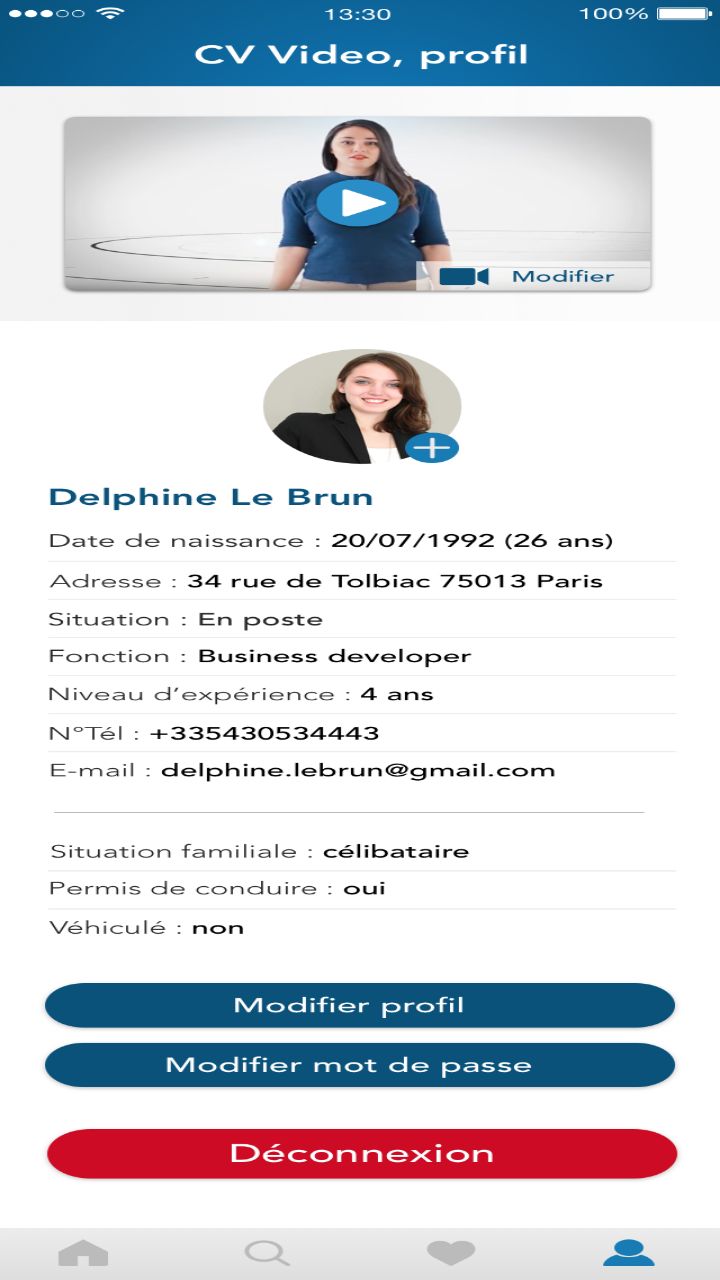 13:30
100%
CV Video, profil
Modifier
Delphine Le Brun
Date de naissance : 20/07/1992 (26 ans)
Adresse : 34 rue de Tolbiac 75013 Paris
Situation : En poste
Fonction : Business developer
Niveau d’expérience : 4 ans
N°Tél : +335430534443
E-mail : delphine.lebrun@gmail.com
Situation familiale : célibataire
Permis de conduire : oui
Véhiculé : non
Modifier profil
Modifier mot de passe
Déconnexion